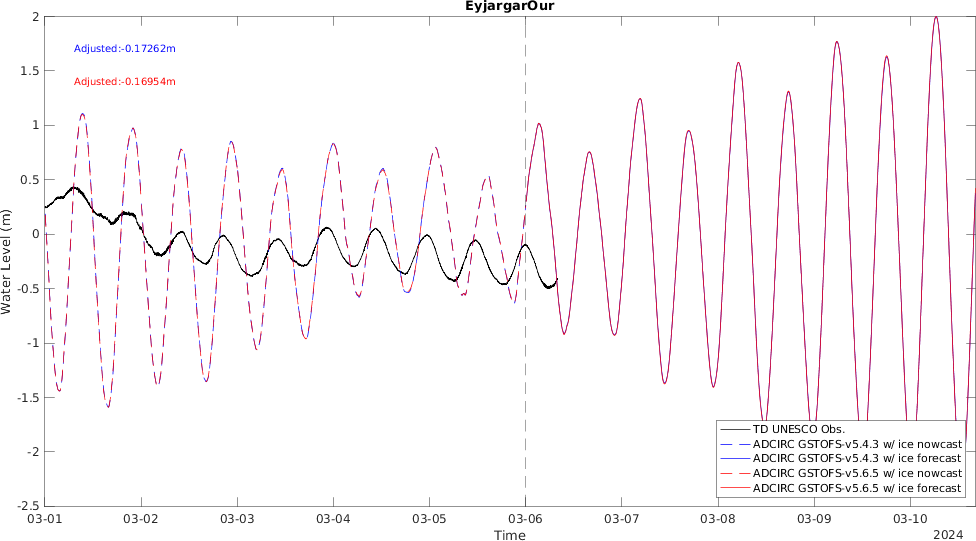 EyjargarOur
Adjusted:-0.17262m
Adjusted:-0.16954m
2
1.5
1
0.5
0
-0.5
-1
-1.5
-2
-2.5
Water Level (m)
TD UNESCO Obs.
ADCIRC GSTOFS-v5.4.3 w/ ice nowcast
ADCIRC GSTOFS-v5.4.3 w/ ice forecast
ADCIRC GSTOFS-v5.6.5 w/ ice nowcast
ADCIRC GSTOFS-v5.6.5 w/ ice forecast
03-01 03-02 03-03 03-04 03-05 03-06 03-07 03-08 03-09 03-10
Time
2024